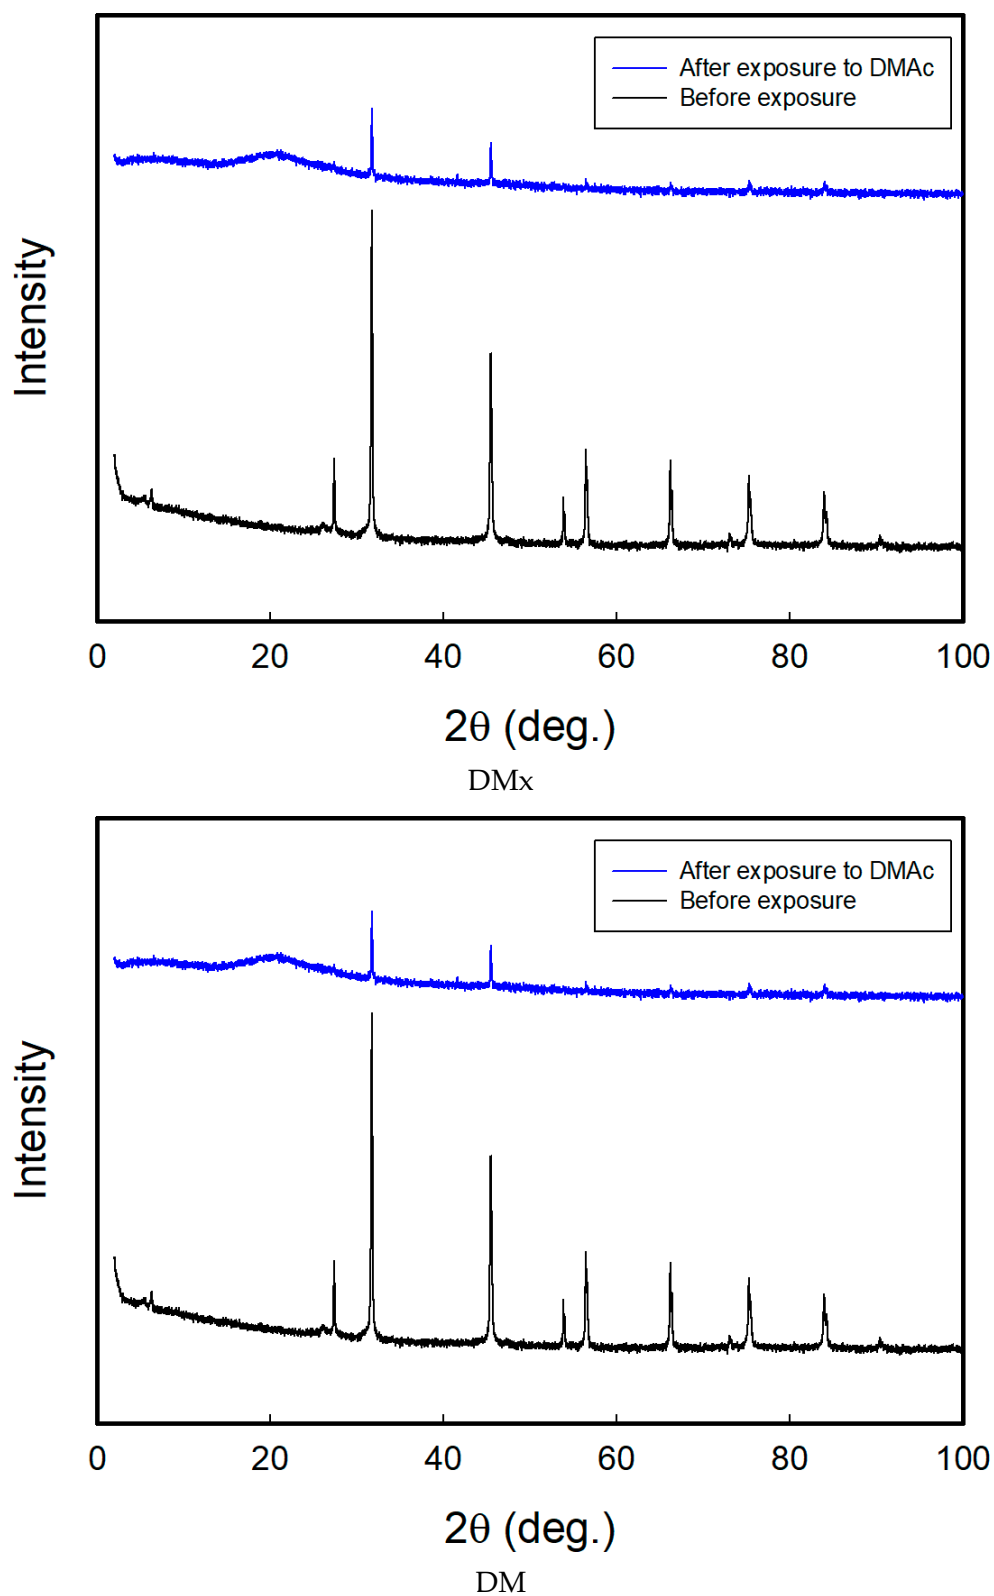 After exposure to DMAc
Before exposure
Intensity
0 20 40 60 80 100
2θ (deg.)
DMx
After exposure to DMAc
Before exposure
Intensity
0 20 40 60 80 100
2θ (deg.)
DM